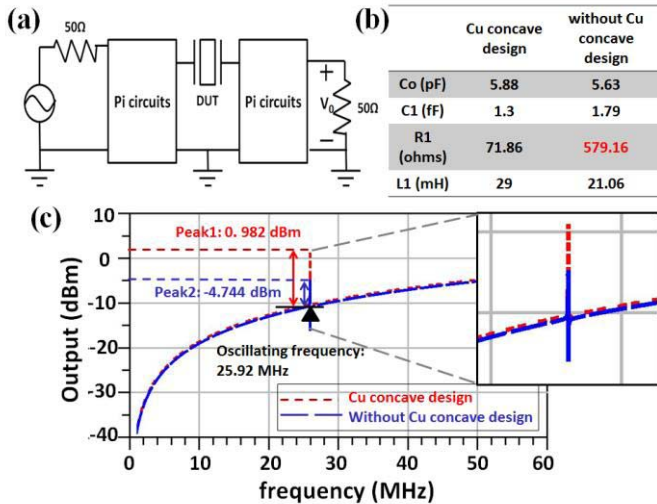 (a)
50Ω
Pi circuits
DUT
Pi circuits
+
V₀
−
50Ω
(b)
Cu concave design
without Cu concave design
Co (pF) 5.88 5.63
C1 (fF) 1.3 1.79
R1 (ohms) 71.86 579.16
L1 (mH) 29 21.06
(c)
Output (dBm)
10
0
-10
-20
-30
-40
Peak1: 0. 982 dBm
Peak2: -4.744 dBm
Oscillating frequency:
25.92 MHz
Cu concave design
Without Cu concave design
0 10 20 30 40 50 60
frequency (MHz)